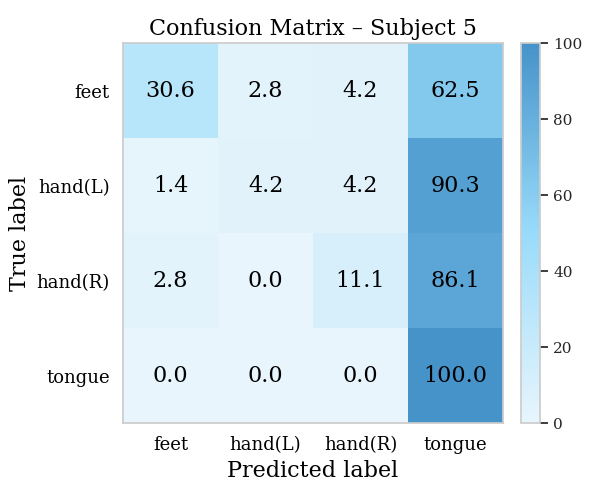 Confusion Matrix – Subject 5
True label
feet 30.6 2.8 4.2 62.5
hand(L) 1.4 4.2 4.2 90.3
hand(R) 2.8 0.0 11.1 86.1
tongue 0.0 0.0 0.0 100.0
feet hand(L) hand(R) tongue
Predicted label
100
80
60
40
20
0